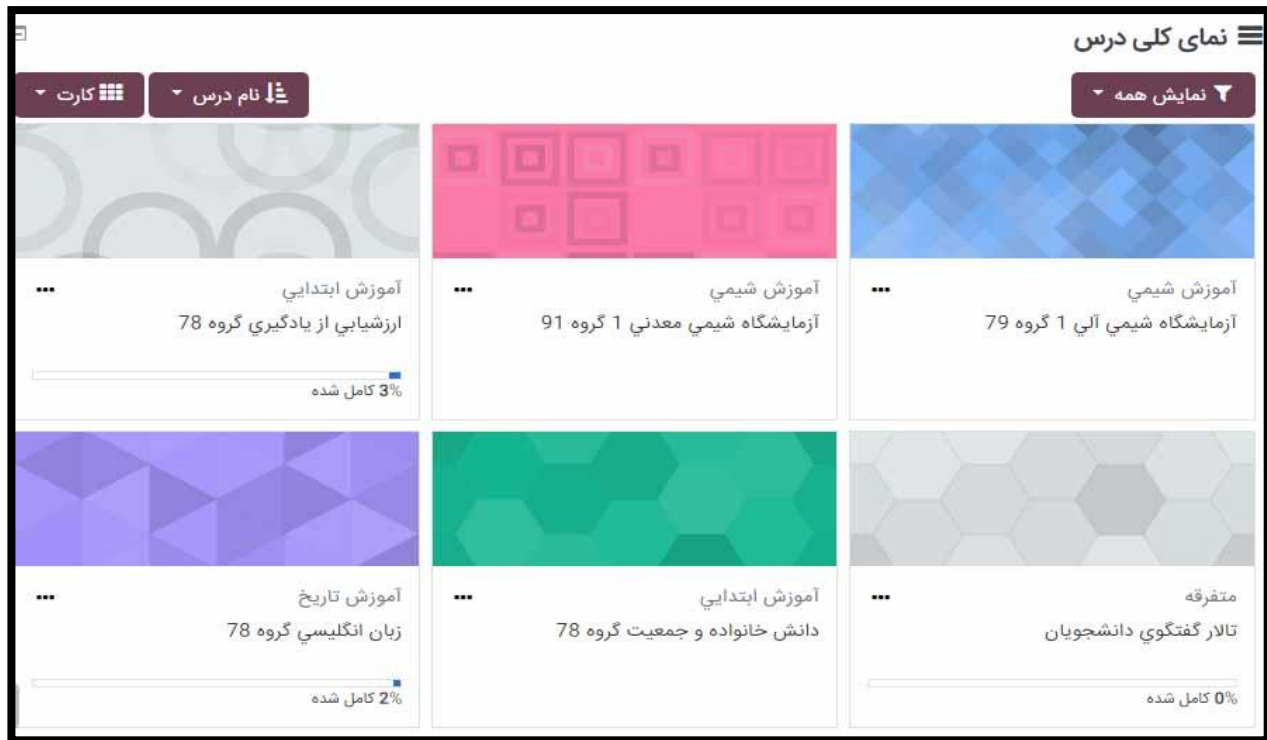 نمای کلی درس
نمایش همه
نام درس
کارت
آموزش شيمي
آزمايشگاه شيمي آلي 1 گروه 79
آموزش شيمي
آزمايشگاه شيمي معدني 1 گروه 91
آموزش ابتدايي
ارزشيابي از يادگيري گروه 78
3% کامل شده
متفرقه
تالار گفتگوي دانشجويان
0% کامل شده
آموزش ابتدايي
دانش خانواده و جمعيت گروه 78
آموزش تاريخ
زبان انگليسي گروه 78
2% کامل شده